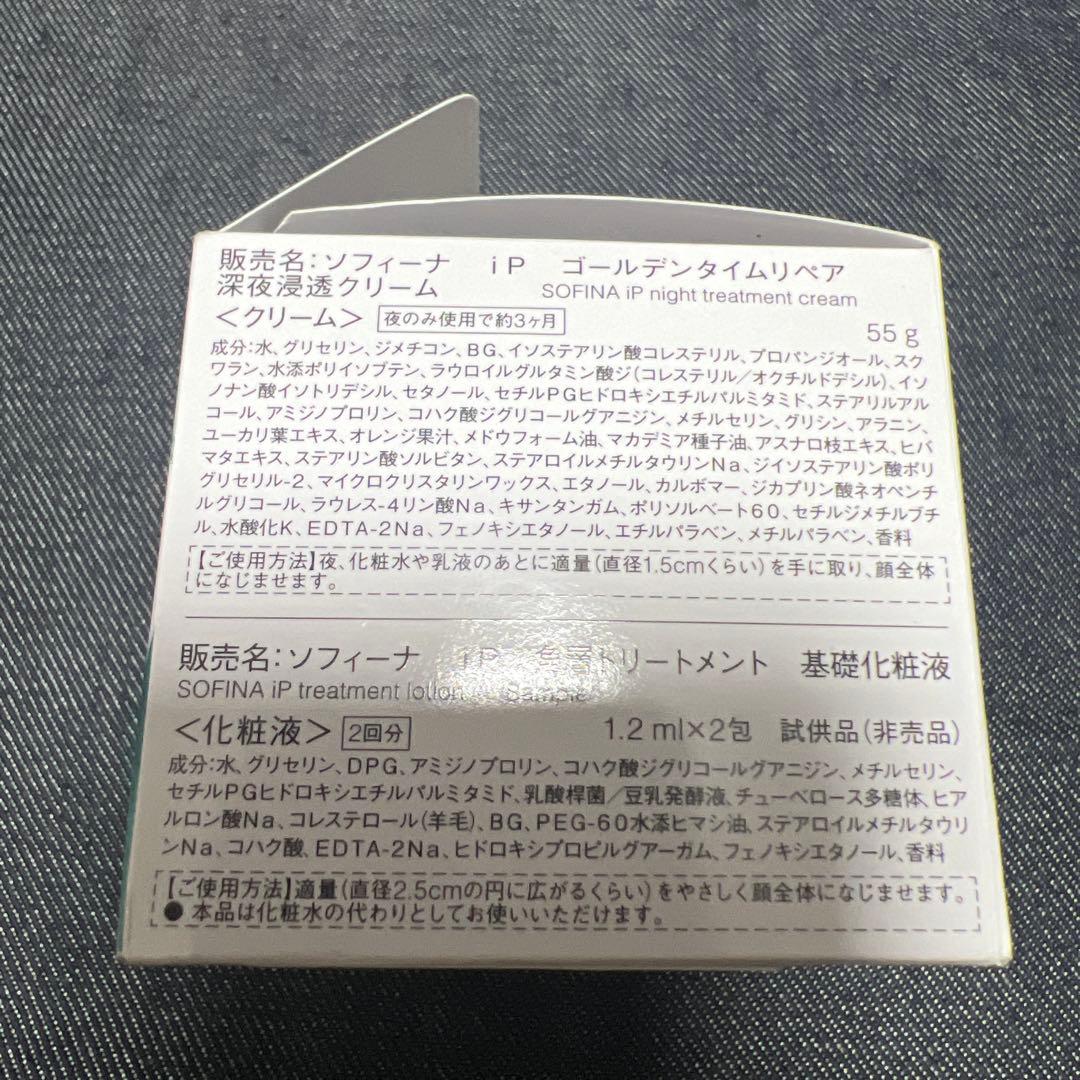 販売名:ソフィーナ iP ゴールデンタイムリペア
深夜浸透クリーム SOFINA iP night treatment cream
<クリーム> 夜のみ使用で約3ヶ月 55g
成分:水、グリセリン、ジメチコン、BG、イソステアリン酸コレステリル、プロパンジオール、スク
ワラン、水添ポリイソブテン、ラウロイルグルタミン酸ジ(コレステリル/オクチルドデシル)、イソ
ノナン酸イソトリデシル、セタノール、セチルPGヒドロキシエチルパルミタミド、ステアリルアル
コール、アミジノプロリン、コハク酸ジグリコールグアニジン、メチルセリン、グリシン、アラニン、
ユーカリ葉エキス、オレンジ果汁、メドウフォーム油、マカデミア種子油、アスナロ枝エキス、ヒバ
マタエキス、ステアリン酸ソルビタン、ステアロイルメチルタウリンNa、ジイソステアリン酸ポリ
グリセリル-2、マイクロクリスタリンワックス、エタノール、カルボマー、ジカプリン酸ネオペンチ
ルグリコール、ラウレス-4リン酸Na、キサンタンガム、ポリソルベート60、セチルジメチルブチ
ル、水酸化K、EDTA-2Na、フェノキシエタノール、エチルパラベン、メチルパラベン、香料
【ご使用方法】夜、化粧水や乳液のあとに適量(直径1.5cmくらい)を手に取り、顔全体
になじませます。
販売名:ソフィーナ iP トリートメント 基礎化粧液
SOFINA iP treatment lotion Sample
<化粧液> 2回分 1.2ml×2包 試供品(非売品)
成分:水、グリセリン、DPG、アミジノプロリン、コハク酸ジグリコールグアニジン、メチルセリン、
セチルPGヒドロキシエチルパルミタミド、乳酸桿菌/豆乳発酵液、チューベロース多糖体、ヒア
ルロン酸Na、コレステロール(羊毛)、BG、PEG-60水添ヒマシ油、ステアロイルメチルタウリ
ンNa、コハク酸、EDTA-2Na、ヒドロキシプロピルグアーガム、フェノキシエタノール、香料
【ご使用方法】適量(直径2.5cmの円に広がるくらい)をやさしく顔全体になじませます。
● 本品は化粧水の代わりとしてお使いいただけます。